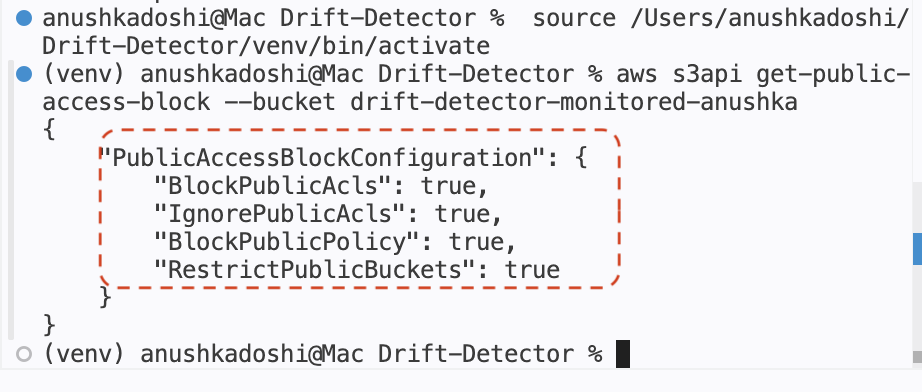 anushkadoshi@Mac Drift-Detector %  source /Users/anushkadoshi/
Drift-Detector/venv/bin/activate
(venv) anushkadoshi@Mac Drift-Detector % aws s3api get-public-
access-block --bucket drift-detector-monitored-anushka
{
    "PublicAccessBlockConfiguration": {
        "BlockPublicAcls": true,
        "IgnorePublicAcls": true,
        "BlockPublicPolicy": true,
        "RestrictPublicBuckets": true
    }
}
(venv) anushkadoshi@Mac Drift-Detector %